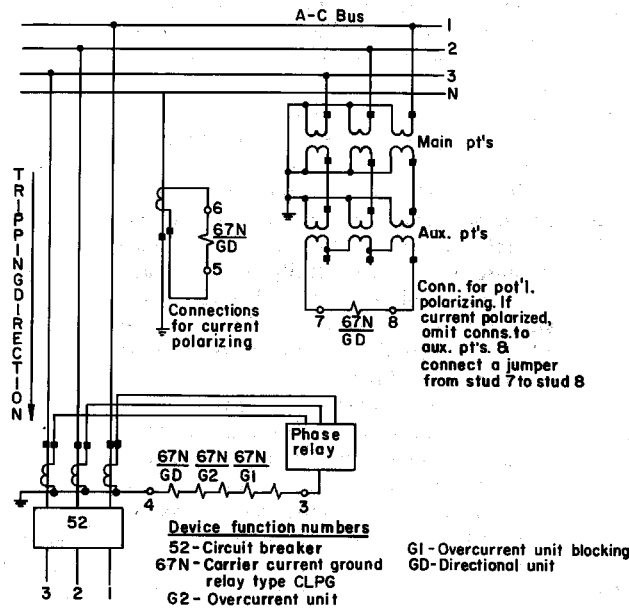 A-C Bus
1
2
3
N
Main pt's
TRIPPING DIRECTION
6
67N
GD
5
Aux. pt's
Connections
for current
polarizing
7
67N
GD
8
Conn. for pot'l.
polarizing. If
current polarized,
omit conns. to
aux. pt's. &
connect a jumper
from stud 7 to stud 8
Phase
relay
67N
GD
67N
G2
67N
G1
4
3
52
3 2 1
Device function numbers
52-Circuit breaker
67N-Carrier current ground
relay type CLPG
G2-Overcurrent unit
G1-Overcurrent unit blocking
GD-Directional unit